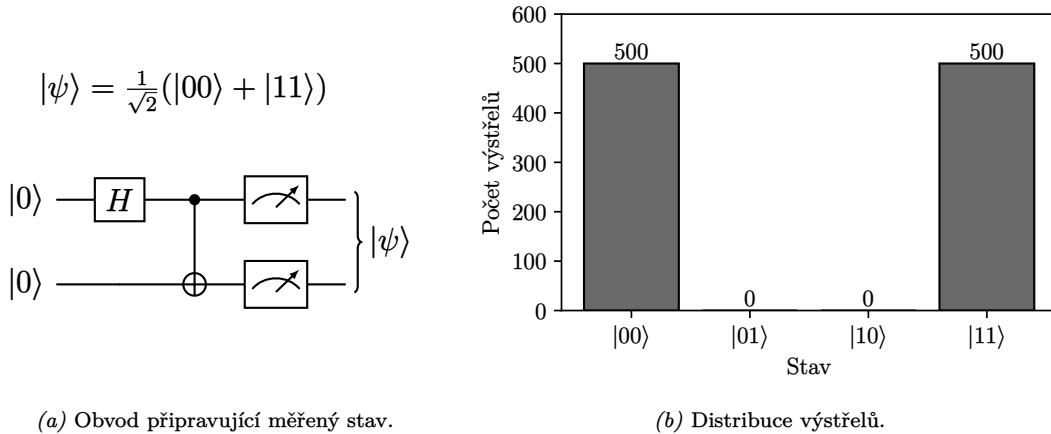 |ψ⟩ = 1/√2 (|00⟩ + |11⟩)
|0⟩ H
|ψ⟩
|0⟩
(a) Obvod připravující měřený stav.
600
500
400
300
200
100
0
Počet výstřelů
500
0
0
500
|00⟩ |01⟩ |10⟩ |11⟩
Stav
(b) Distribuce výstřelů.